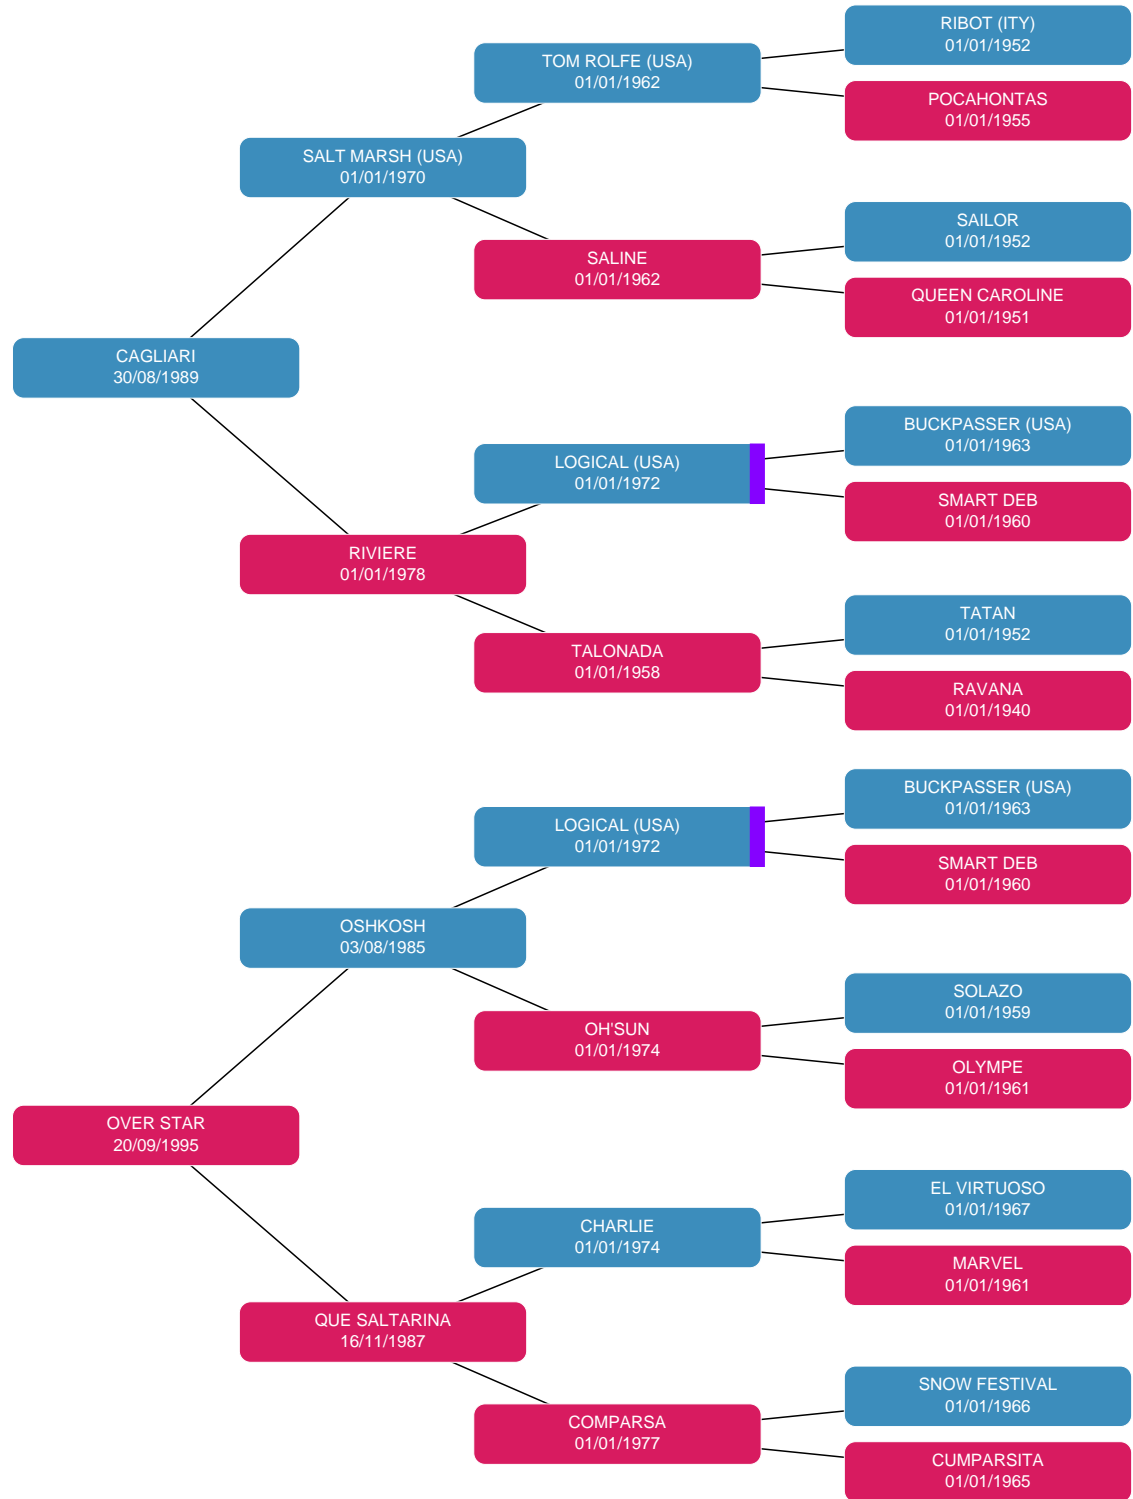 RIBOT (ITY)
01/01/1952
TOM ROLFE (USA)
01/01/1962
POCAHONTAS
01/01/1955
SALT MARSH (USA)
01/01/1970
SAILOR
01/01/1952
SALINE
01/01/1962
QUEEN CAROLINE
01/01/1951
CAGLIARI
30/08/1989
BUCKPASSER (USA)
01/01/1963
LOGICAL (USA)
01/01/1972
SMART DEB
01/01/1960
RIVIERE
01/01/1978
TATAN
01/01/1952
TALONADA
01/01/1958
RAVANA
01/01/1940
BUCKPASSER (USA)
01/01/1963
LOGICAL (USA)
01/01/1972
SMART DEB
01/01/1960
OSHKOSH
03/08/1985
SOLAZO
01/01/1959
OH'SUN
01/01/1974
OLYMPE
01/01/1961
OVER STAR
20/09/1995
EL VIRTUOSO
01/01/1967
CHARLIE
01/01/1974
MARVEL
01/01/1961
QUE SALTARINA
16/11/1987
SNOW FESTIVAL
01/01/1966
COMPARSA
01/01/1977
CUMPARSITA
01/01/1965